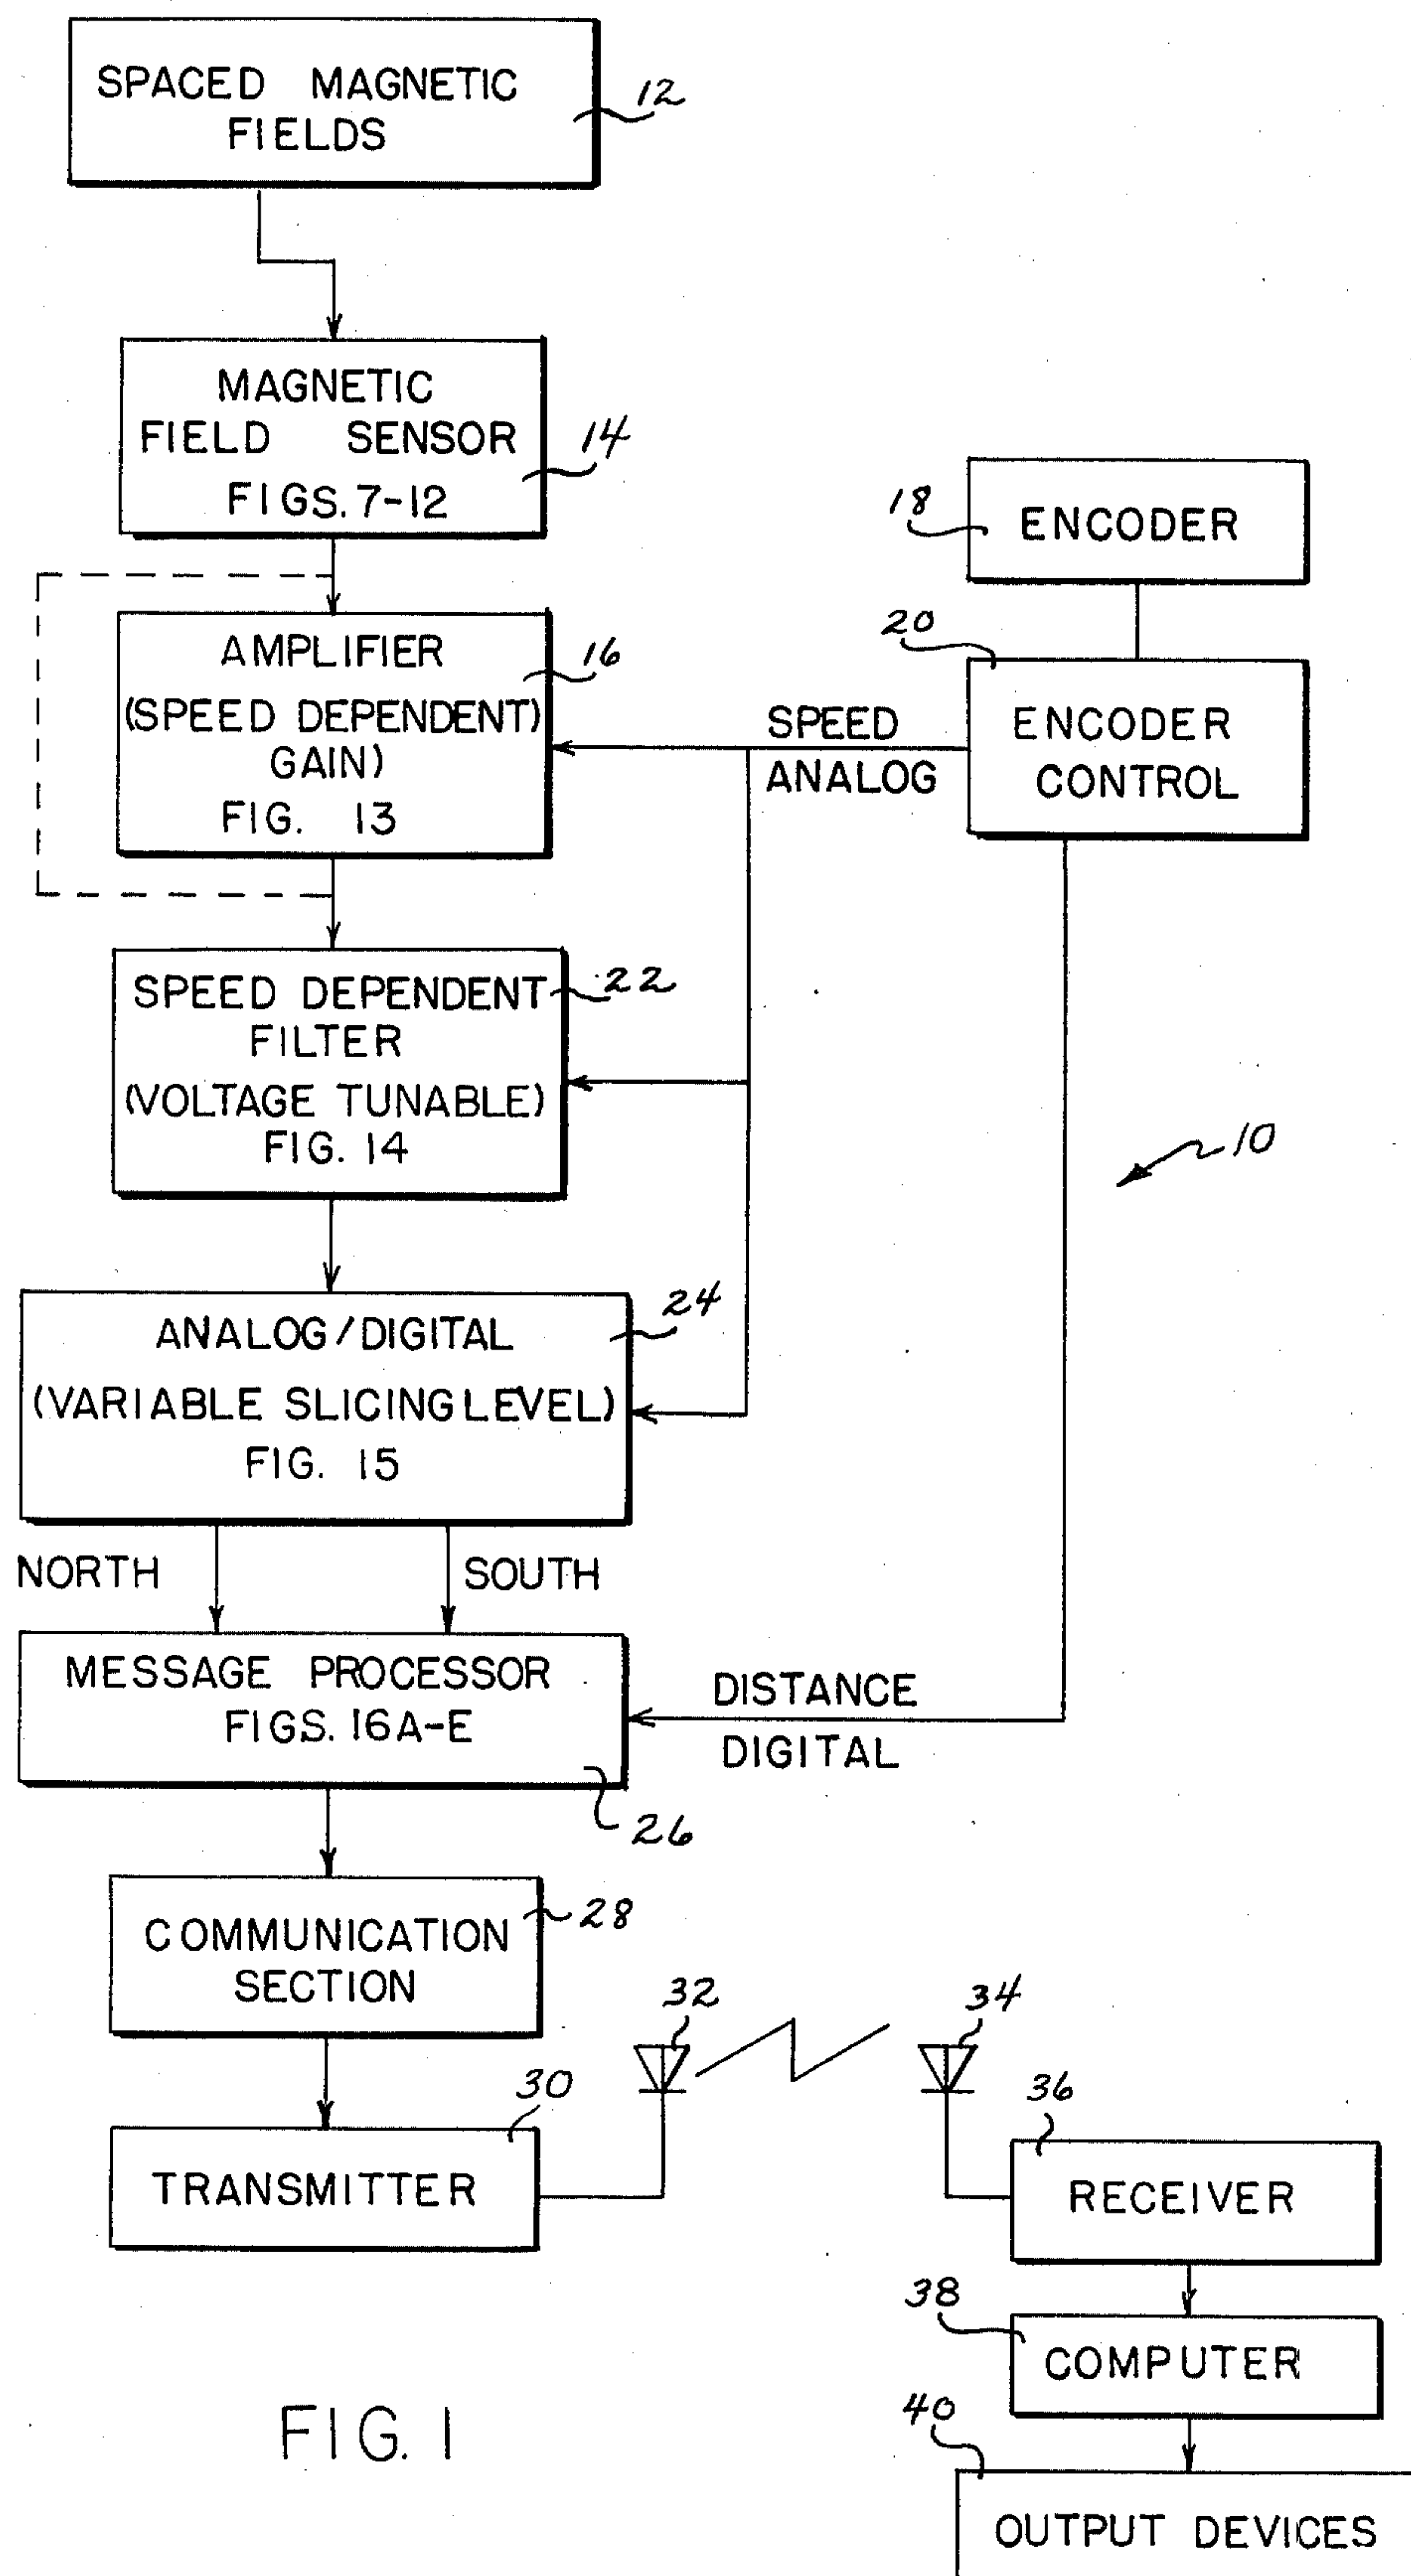 SPACED MAGNETIC
FIELDS
12
MAGNETIC
FIELD SENSOR
FIGS. 7-12
14
18
ENCODER
20
ENCODER
CONTROL
AMPLIFIER
(SPEED DEPENDENT)
GAIN)
FIG. 13
16
SPEED
ANALOG
SPEED DEPENDENT
FILTER
(VOLTAGE TUNABLE)
FIG. 14
22
10
ANALOG/DIGITAL
(VARIABLE SLICING LEVEL)
FIG. 15
24
NORTH
SOUTH
MESSAGE PROCESSOR
FIGS. 16A-E
26
DISTANCE
DIGITAL
COMMUNICATION
SECTION
28
TRANSMITTER
30
32
34
36
RECEIVER
38
COMPUTER
40
OUTPUT DEVICES
FIG. 1